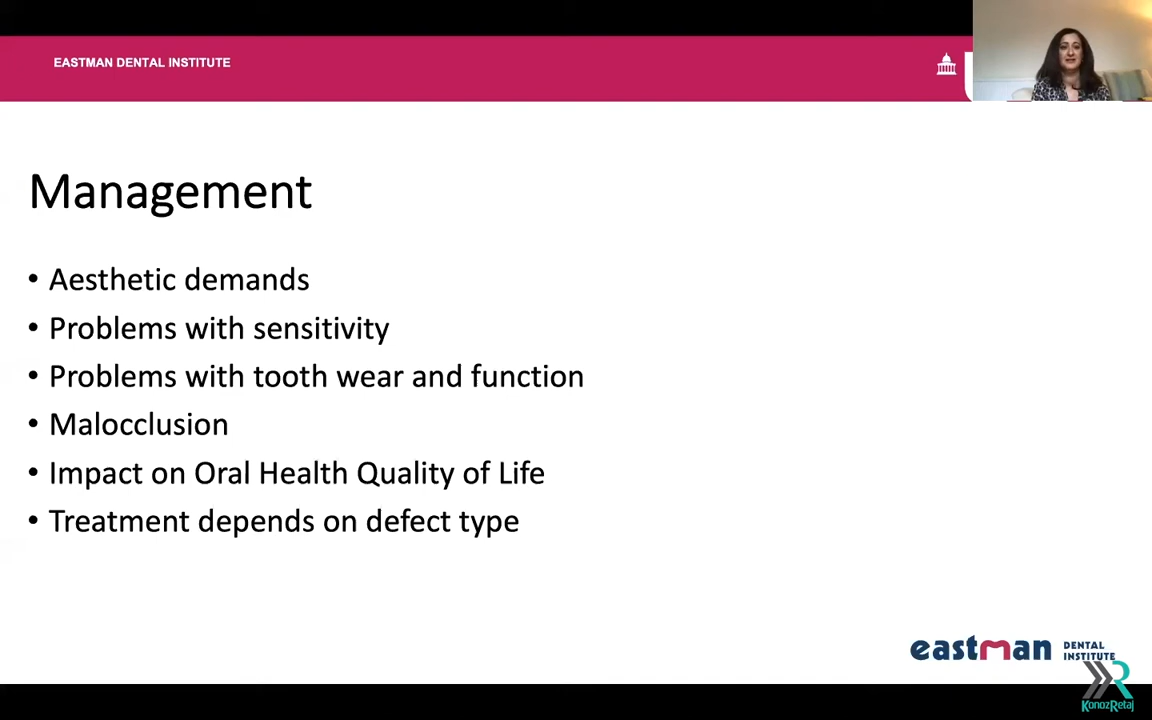 EASTMAN DENTAL INSTITUTE
Management
• Aesthetic demands
• Problems with sensitivity
• Problems with tooth wear and function
• Malocclusion
• Impact on Oral Health Quality of Life
• Treatment depends on defect type
eastman DENTAL
INSTITUTE
KonozRetaj